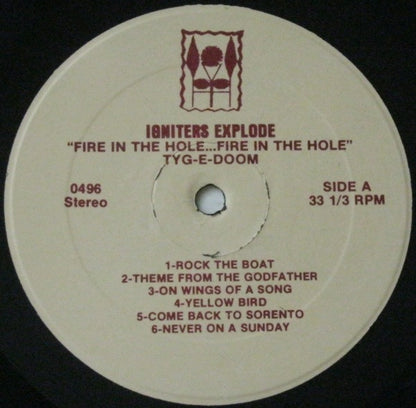 IGNITERS EXPLODE
"FIRE IN THE HOLE...FIRE IN THE HOLE"
TYG-E-DOOM
0496
Stereo
SIDE A
33 1/3 RPM
1-ROCK THE BOAT
2-THEME FROM THE GODFATHER
3-ON WINGS OF A SONG
4-YELLOW BIRD
5-COME BACK TO SORENTO
6-NEVER ON A SUNDAY